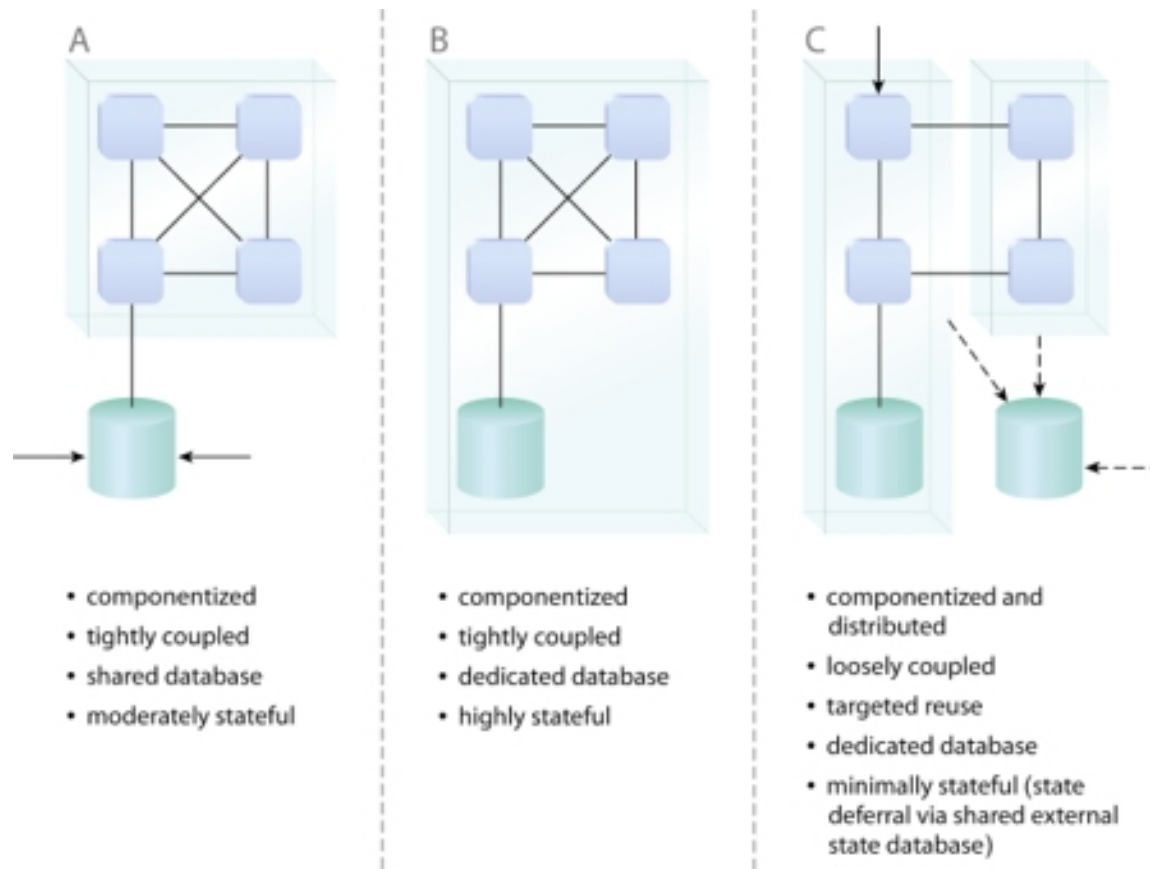 A
B
C
• componentized
• tightly coupled
• shared database
• moderately stateful
• componentized
• tightly coupled
• dedicated database
• highly stateful
• componentized and
distributed
• loosely coupled
• targeted reuse
• dedicated database
• minimally stateful (state
deferral via shared external
state database)